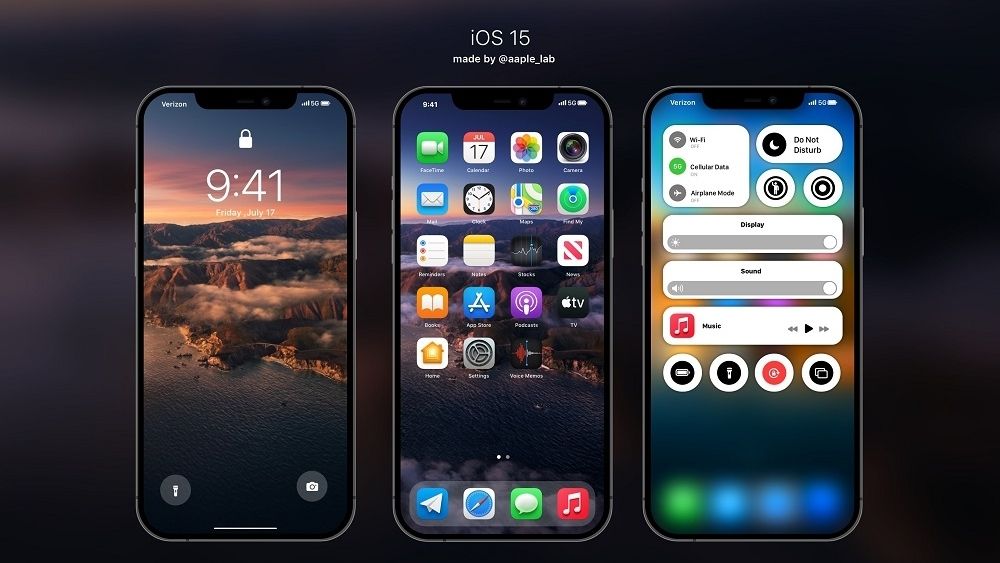 iOS 15
made by @aaple_lab
Verizon
5G
9:41
Friday ,July 17
9:41
5G
JUL
17
FaceTime
Calendar
Photo
Camera
Mail
Clock
Maps
Find My
Reminders
Notes
Stocks
News
Books
App Store
Podcasts
tv
TV
Home
Settings
Voice Memos
Verizon
5G
Wi-Fi
OFF
5G
Cellular Data
ON
Airplane Mode
OFF
Do Not
Disturb
Display
Sound
Music